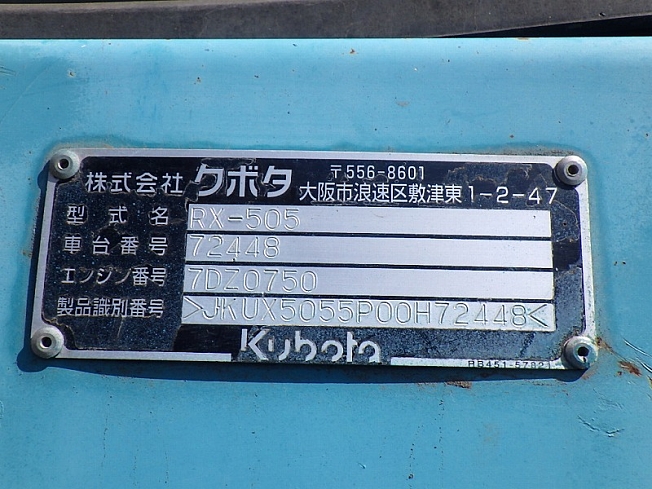 株式会社 クボタ 〒556-8601
大阪市浪速区敷津東1-2-47
型式名 RX-505
車台番号 72448
エンジン番号 7DZ0750
製品識別番号 >JKUX5055P00H72448<
Kubota
RB451-57821